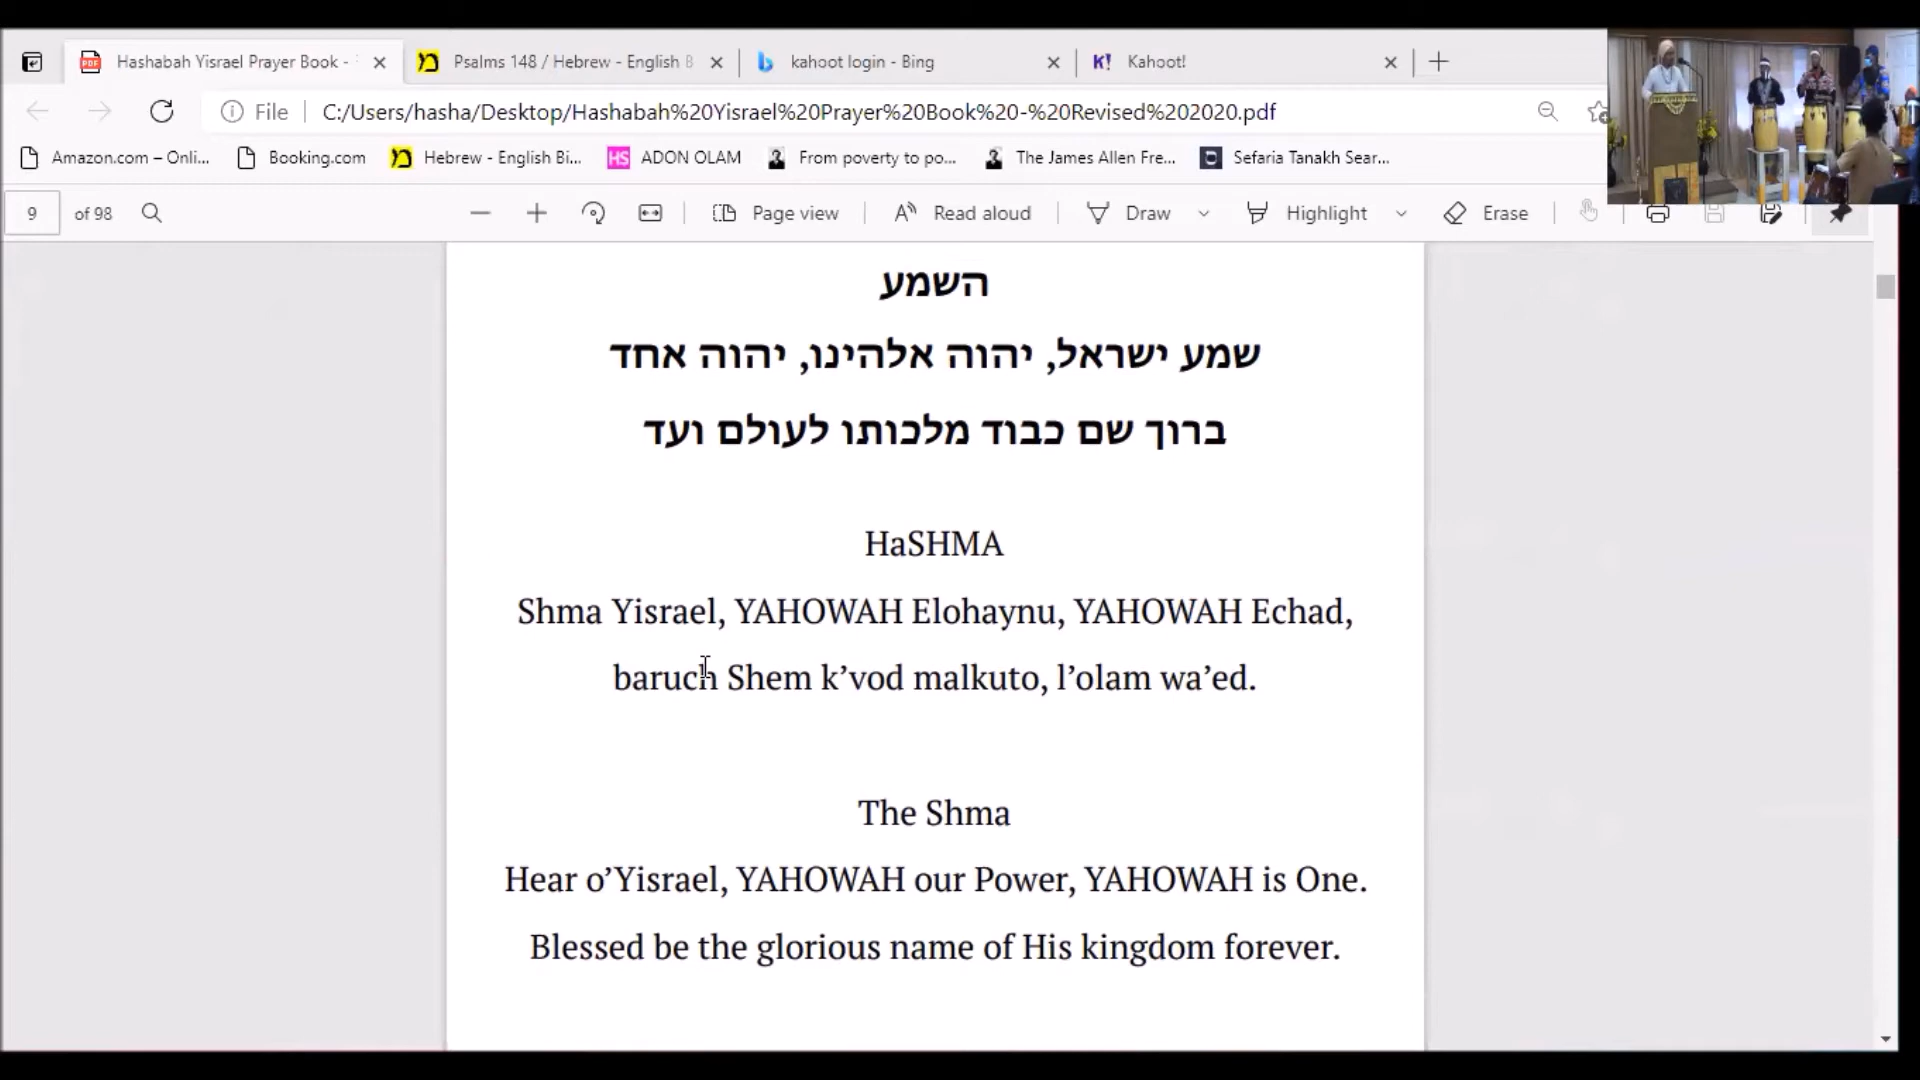 Hashabah Yisrael Prayer Book -
Psalms 148 / Hebrew - English B
kahoot login - Bing
K! Kahoot!
File
C:/Users/hasha/Desktop/Hashabah%20Yisrael%20Prayer%20Book%20-%20Revised%202020.pdf
Amazon.com – Onli...
Booking.com
Hebrew - English Bi...
HS ADON OLAM
From poverty to po...
The James Allen Fre...
Sefaria Tanakh Sear...
9 of 98
Page view
Read aloud
Draw
Highlight
Erase
השמע
שמע ישראל, יהוה אלהינו, יהוה אחד
ברוך שם כבוד מלכותו לעולם ועד
HaSHMA
Shma Yisrael, YAHOWAH Elohaynu, YAHOWAH Echad,
baruch Shem k’vod malkuto, l’olam wa’ed.
The Shma
Hear o’Yisrael, YAHOWAH our Power, YAHOWAH is One.
Blessed be the glorious name of His kingdom forever.